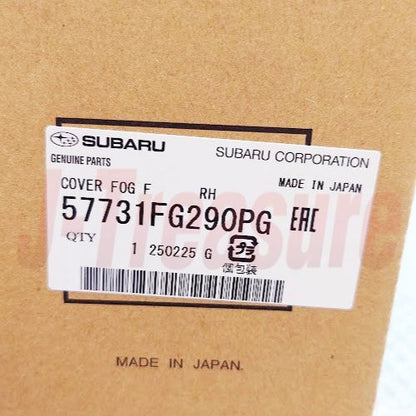 SUBARU
GENUINE PARTS
SUBARU CORPORATION
COVER FOG F RH
MADE IN JAPAN
57731FG290PG EAC
QTY
1 250225 G
個包装
MADE IN JAPAN.
J-Treasure